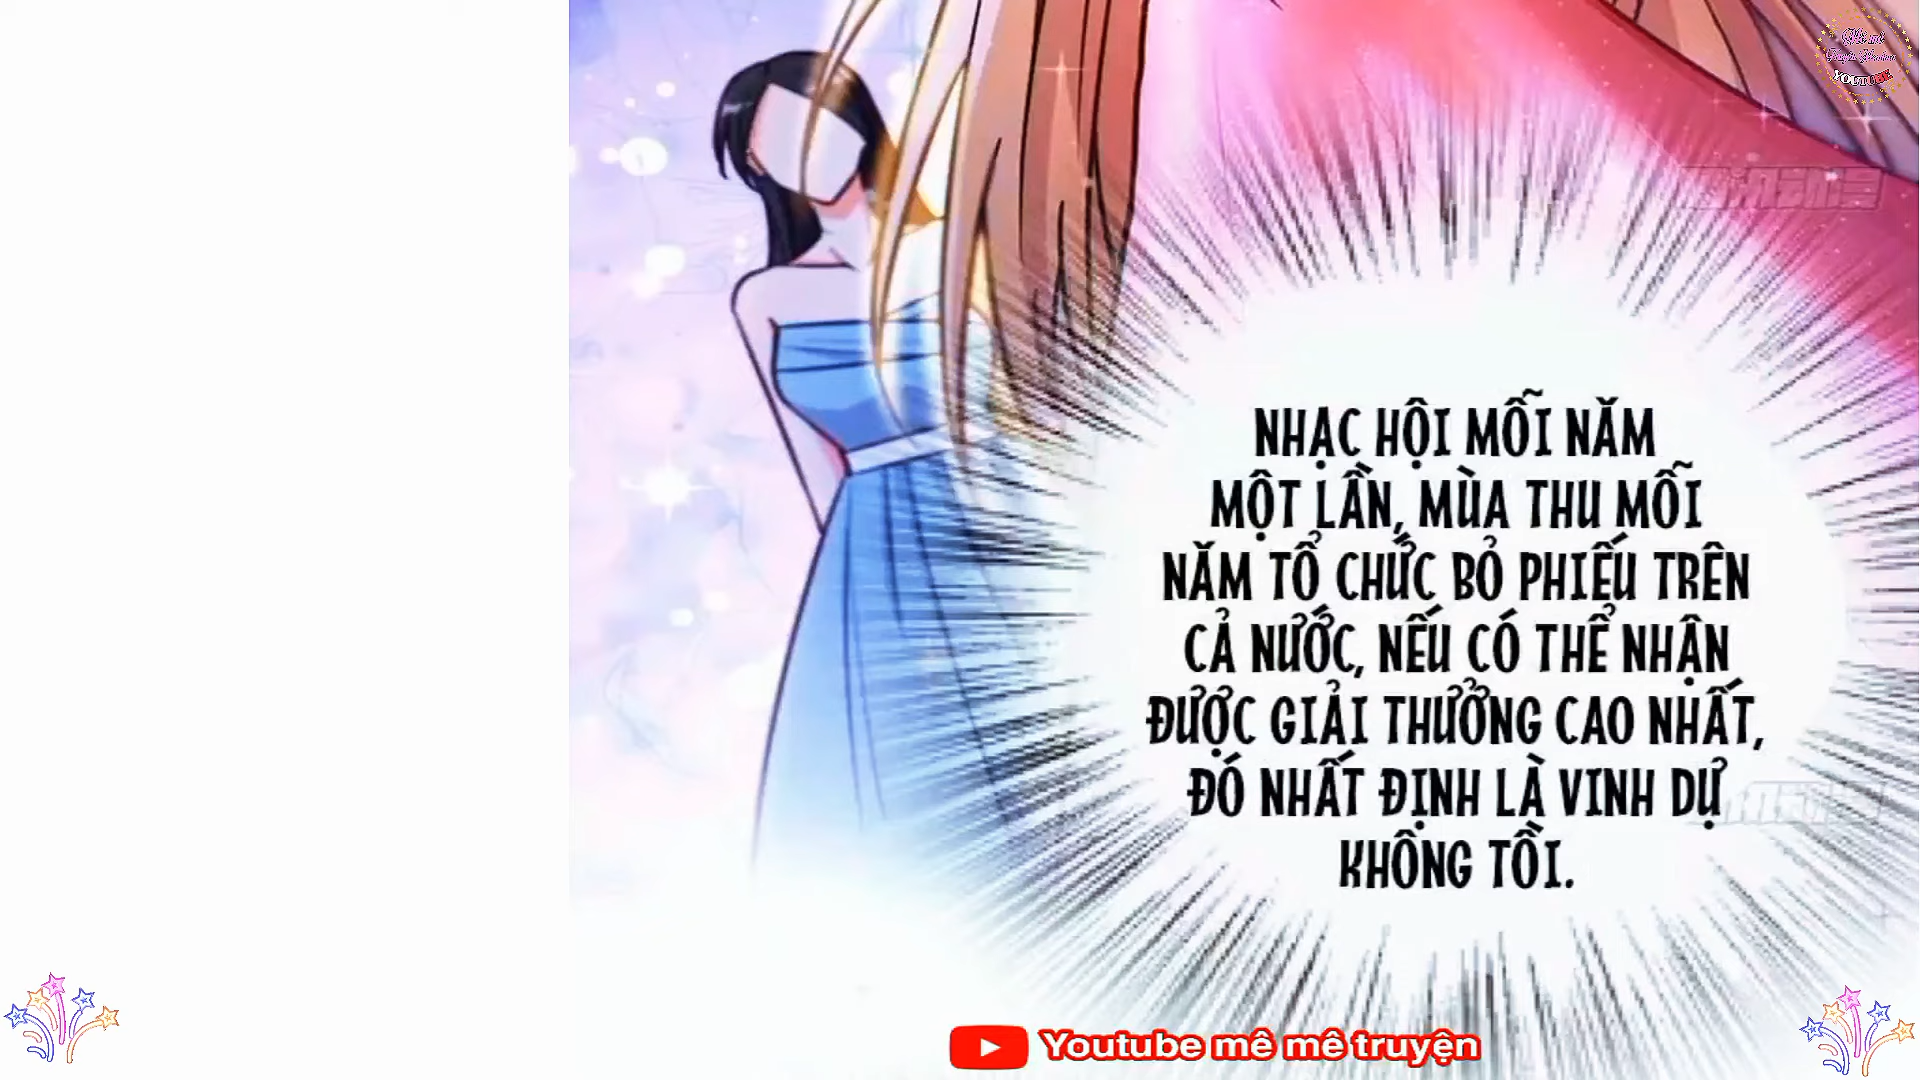 YOUTUBE
NHẠC HỘI MỖI NĂM
MỘT LẦN, MÙA THU MỖI
NĂM TỔ CHỨC BỎ PHIẾU TRÊN
CẢ NƯỚC, NẾU CÓ THỂ NHẬN
ĐƯỢC GIẢI THƯỞNG CAO NHẤT,
ĐÓ NHẤT ĐỊNH LÀ VINH DỰ
KHÔNG TỒI.
Youtube mê mê truyện